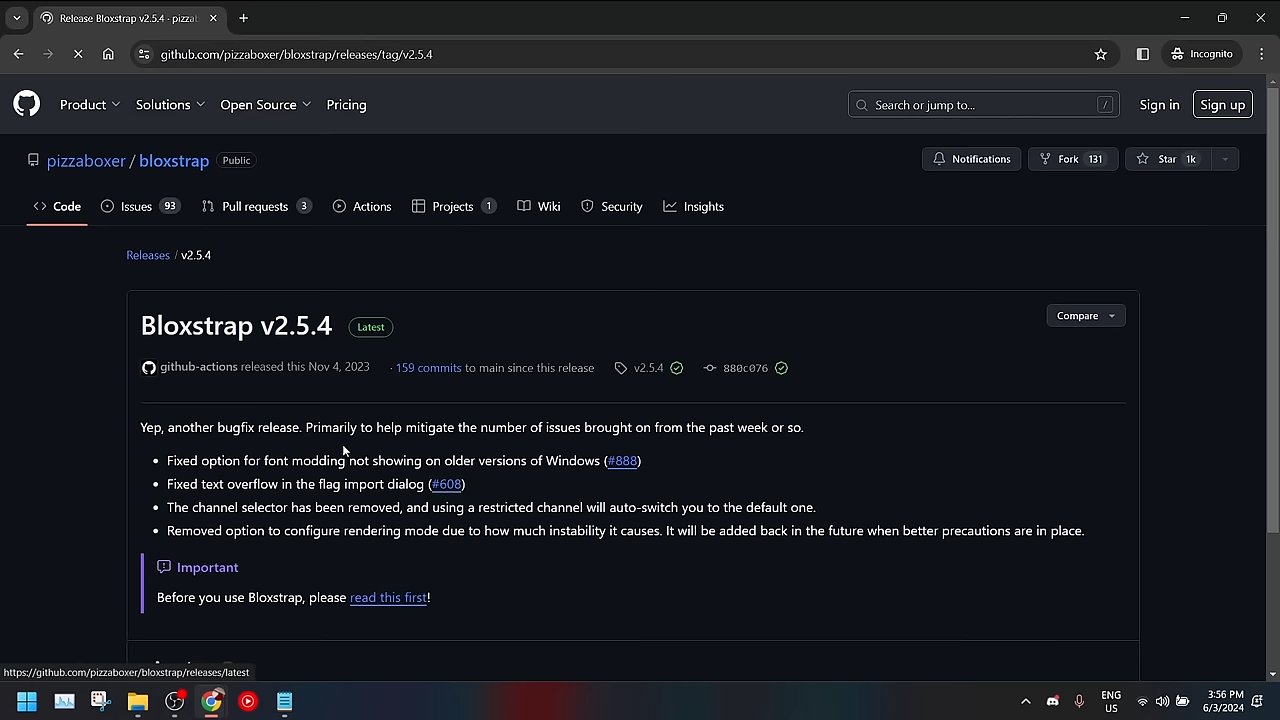 Release Bloxstrap v2.5.4 · pizzab
github.com/pizzaboxer/bloxstrap/releases/tag/v2.5.4
Incognito
Product
Solutions
Open Source
Pricing
Search or jump to...
/
Sign in
Sign up
pizzaboxer / bloxstrap
Public
Notifications
Fork 131
Star 1k
Code
Issues 93
Pull requests 3
Actions
Projects 1
Wiki
Security
Insights
Releases / v2.5.4
Bloxstrap v2.5.4
Latest
Compare
github-actions released this Nov 4, 2023
· 159 commits to main since this release
v2.5.4
880c076
Yep, another bugfix release. Primarily to help mitigate the number of issues brought on from the past week or so.
• Fixed option for font modding not showing on older versions of Windows (#888)
• Fixed text overflow in the flag import dialog (#608)
• The channel selector has been removed, and using a restricted channel will auto-switch you to the default one.
• Removed option to configure rendering mode due to how much instability it causes. It will be added back in the future when better precautions are in place.
Important
Before you use Bloxstrap, please read this first!
https://github.com/pizzaboxer/bloxstrap/releases/latest
ENG
US
3:56 PM
6/3/2024